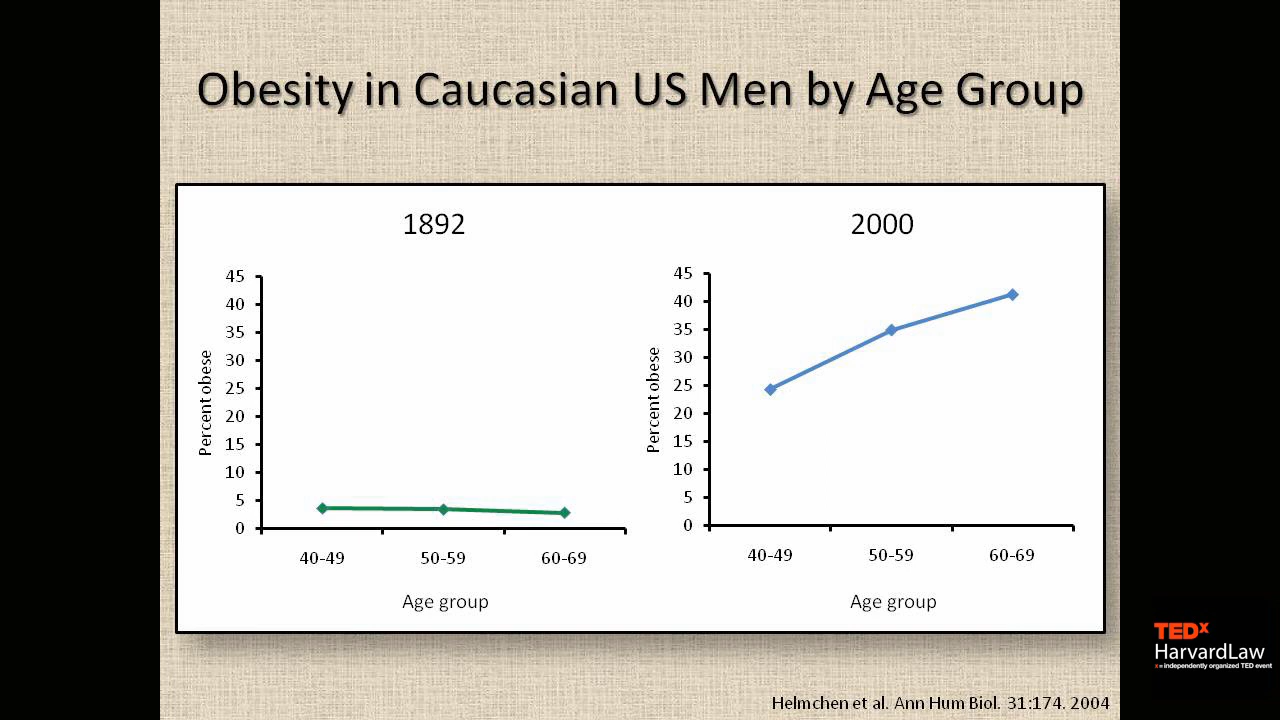 Obesity in Caucasian US Men by Age Group
1892
45
40
35
30
25
20
15
10
5
0
Percent obese
40-49 50-59 60-69
Age group
2000
45
40
35
30
25
20
15
10
5
0
Percent obese
40-49 50-59 60-69
Age group
TEDx
HarvardLaw
x = independently organized TED event
Helmchen et al. Ann Hum Biol. 31:174. 2004